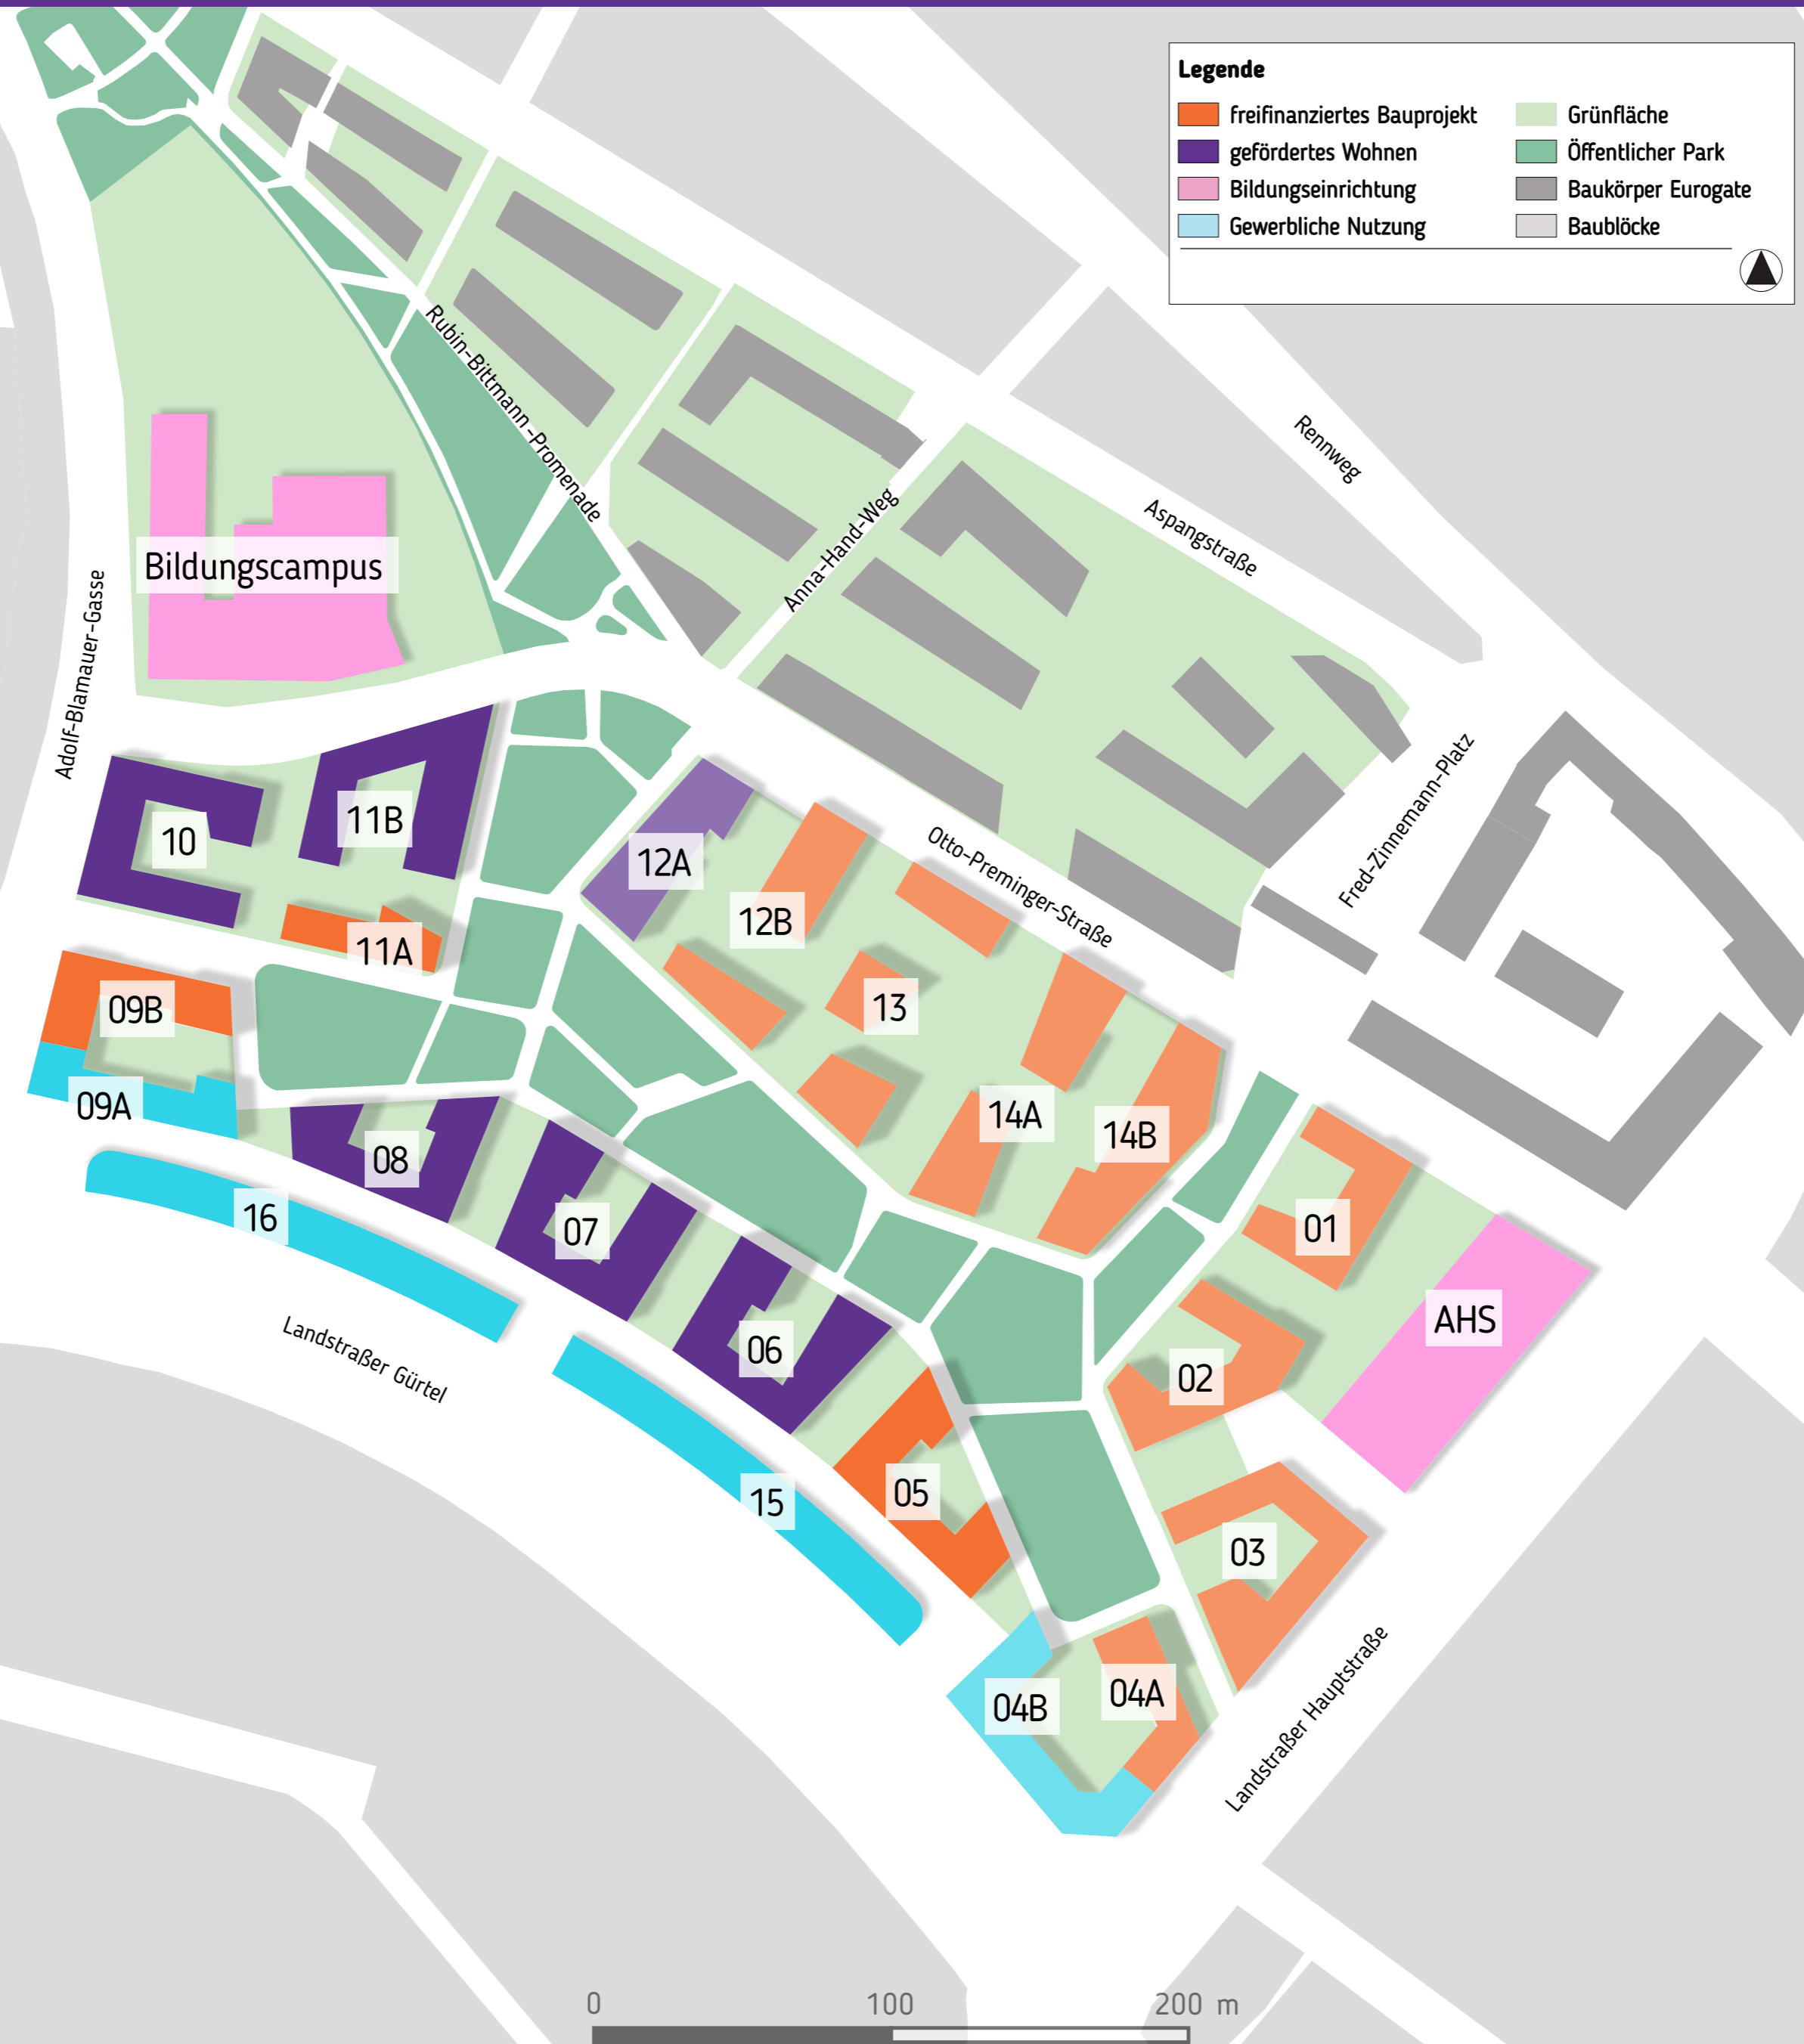 Legende
freifinanziertes Bauprojekt
gefördertes Wohnen
Bildungseinrichtung
Gewerbliche Nutzung
Grünfläche
Öffentlicher Park
Baukörper Eurogate
Baublöcke
Rubin-Bittmann-Promenade
Rennweg
Anna-Hand-Weg
Aspangstraße
Bildungscampus
Adolf-Blamauer-Gasse
Fred-Zinnemann-Platz
Otto-Preminger-Straße
10
11B
12A
12B
11A
13
09B
09A
14A
14B
08
16
07
01
06
AHS
02
Landstraßer Gürtel
05
15
03
04B
04A
Landstraßer Hauptstraße
0 100 200 m